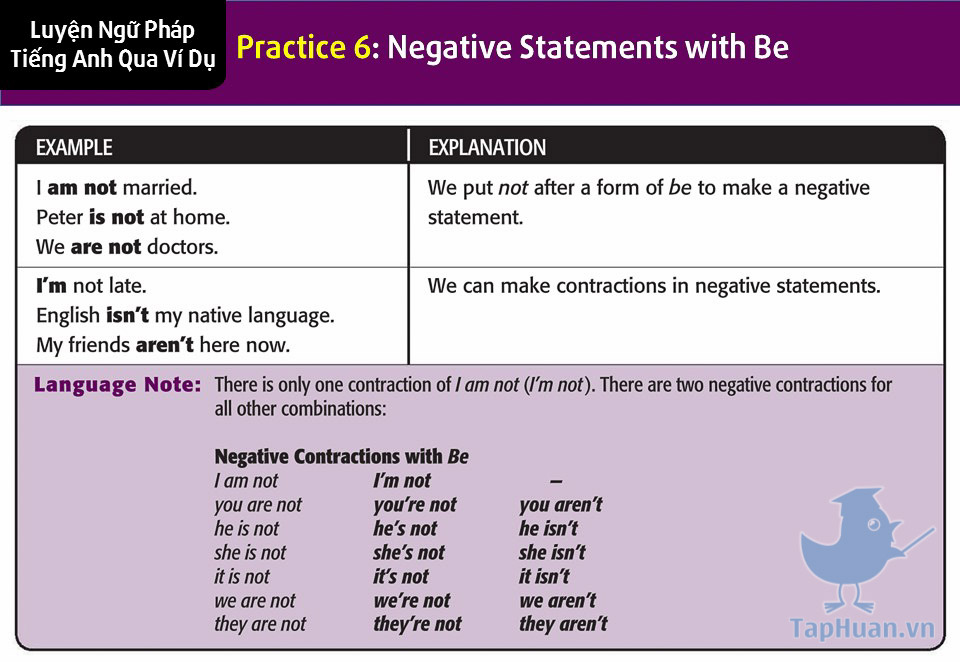 Luyện Ngữ Pháp
Tiếng Anh Qua Ví Dụ
Practice 6: Negative Statements with Be
EXAMPLE
EXPLANATION
I am not married.
Peter is not at home.
We are not doctors.
We put not after a form of be to make a negative
statement.
I'm not late.
English isn't my native language.
My friends aren't here now.
We can make contractions in negative statements.
Language Note: There is only one contraction of I am not (I'm not). There are two negative contractions for
all other combinations:
Negative Contractions with Be
I am not I'm not –
you are not you're not you aren't
he is not he's not he isn't
she is not she's not she isn't
it is not it's not it isn't
we are not we're not we aren't
they are not they're not they aren't
TapHuan.vn